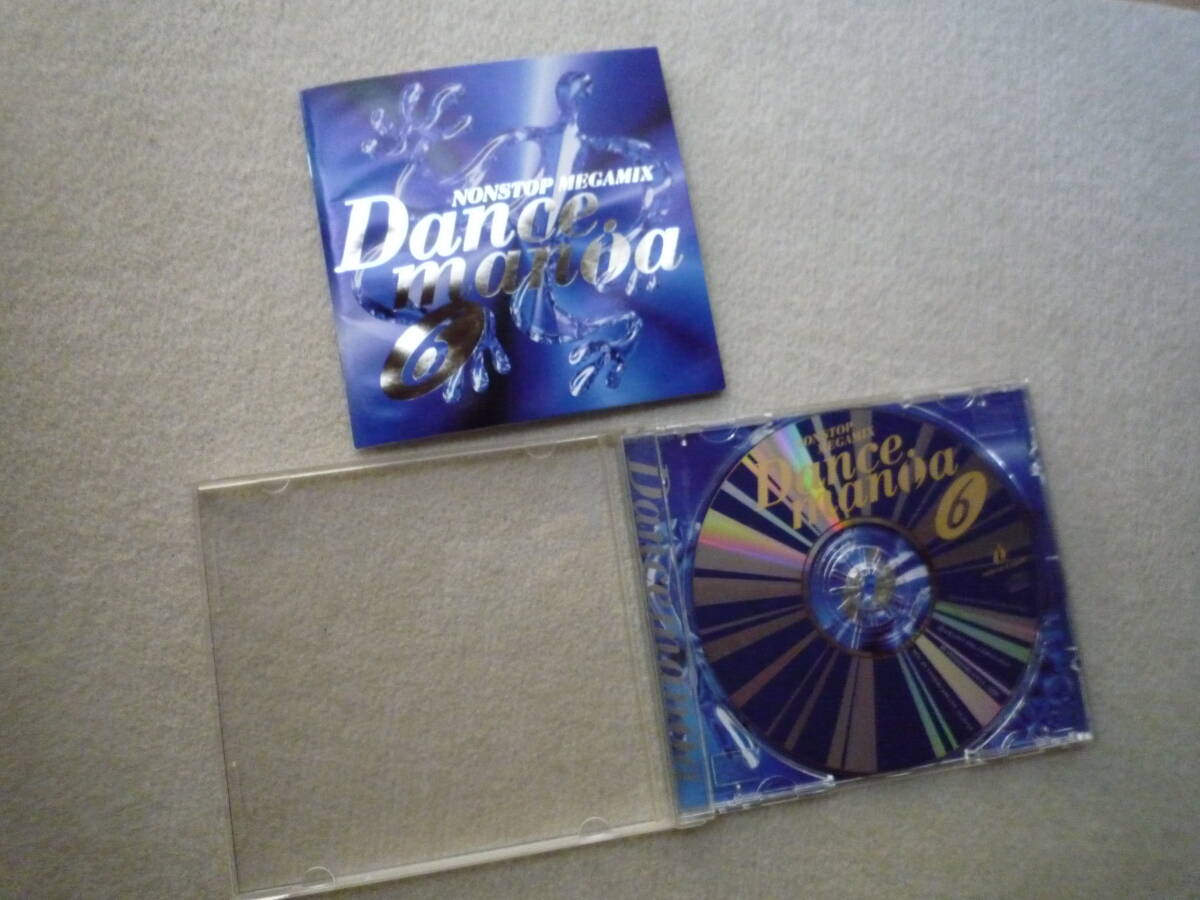 NONSTOP MEGAMIX
Dance
mania
6
NONSTOP
MEGAMIX
Dance
mania
6
Dancemania